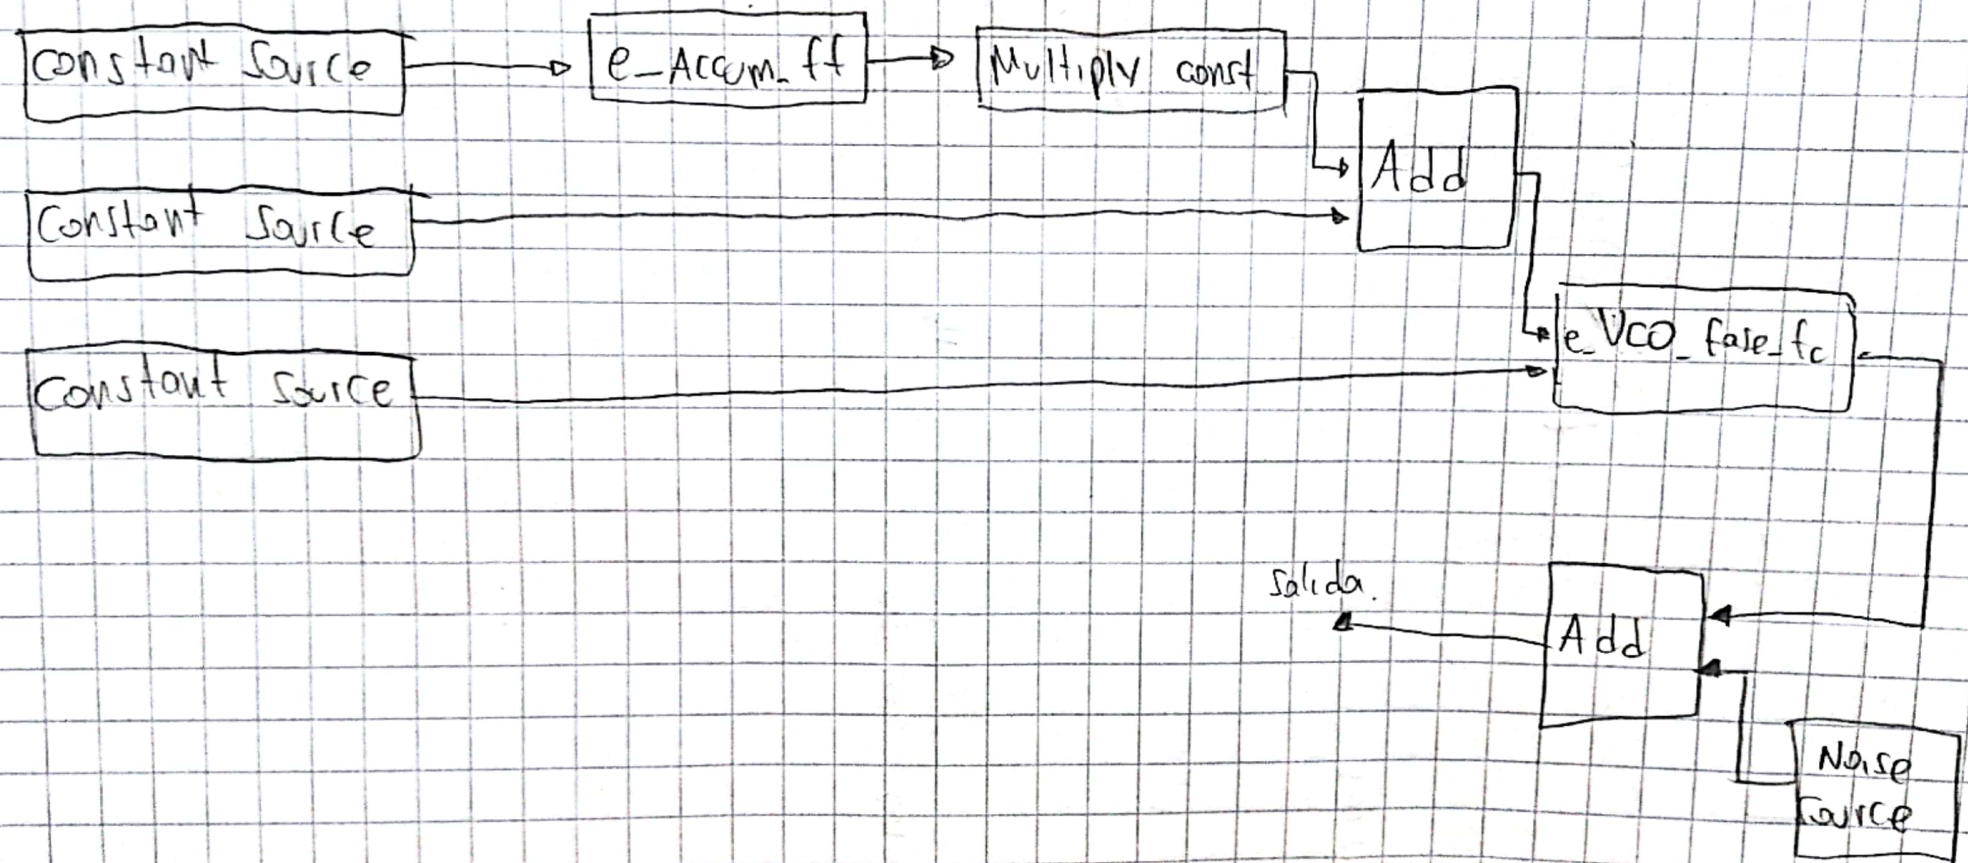 constant Source
e_Accum_ff
Multiply const
Add
Constant Source
e_VCO_fase_fc
Constant Source
Salida.
Add
Noise
Source